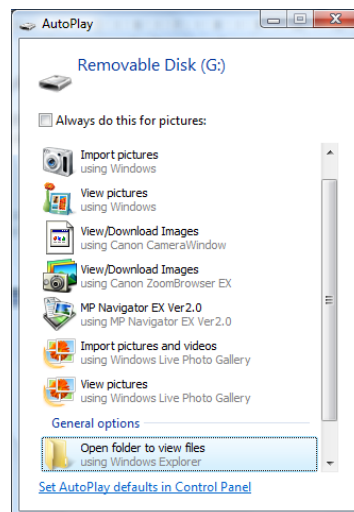 AutoPlay
Removable Disk (G:)
Always do this for pictures:
Import pictures
using Windows
View pictures
using Windows
View/Download Images
using Canon CameraWindow
View/Download Images
using Canon ZoomBrowser EX
MP Navigator EX Ver2.0
using MP Navigator EX Ver2.0
Import pictures and videos
using Windows Live Photo Gallery
View pictures
using Windows Live Photo Gallery
General options
Open folder to view files
using Windows Explorer
Set AutoPlay defaults in Control Panel